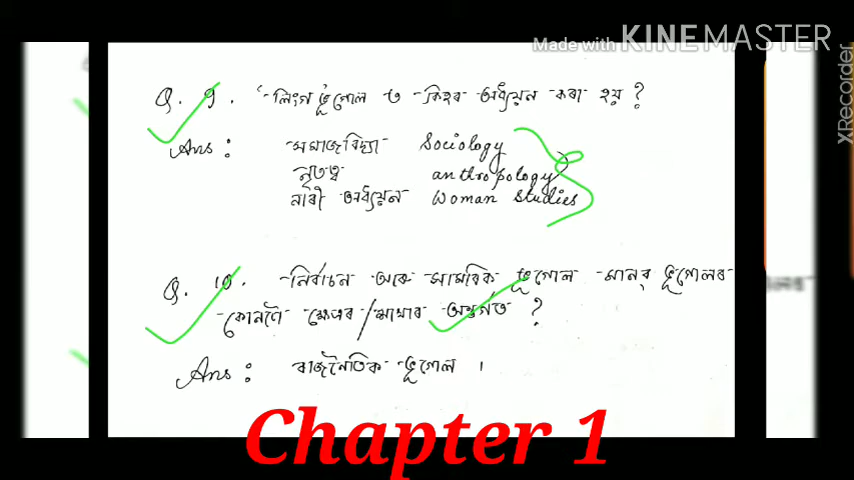 Made with KINEMASTER
XRecorder
Q. 9. লিংগ ভূগোল ত কিহৰ অধ্যয়ন কৰা হয় ?
Ans : সমাজবিদ্যা Sociology
নৃতত্ব anthropology
নাৰী অধ্যয়ন Woman Studies
Q. 10. নিৰ্বাচন আৰু সামৰিক ভূগোল মানৱ ভূগোলৰ
কোনটো ক্ষেত্ৰৰ / শাখাৰ অন্তৰ্গত ?
Ans : ৰাজনৈতিক ভূগোল ।
Chapter 1